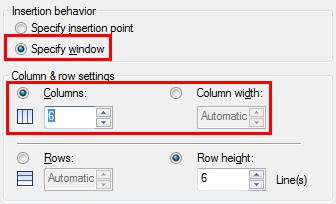 Insertion behavior
Specify insertion point
Specify window
Column & row settings
Columns: Column width:
6 Automatic
Rows: Row height:
Automatic 6 Line(s)